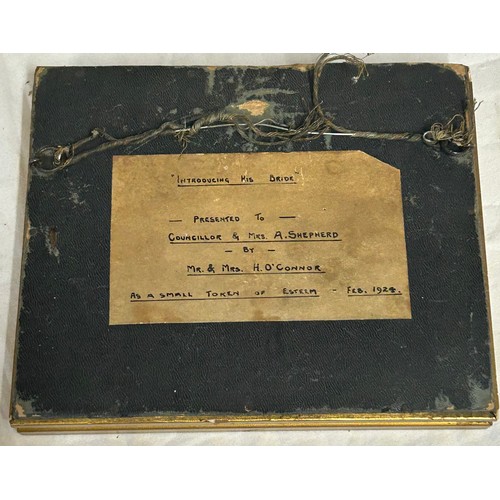 "Introducing His Bride"
— Presented To —
Councillor & Mrs. A. Shepherd
- By -
Mr. & Mrs. H. O'Connor
As a small Token of Esteem - Feb. 1924.